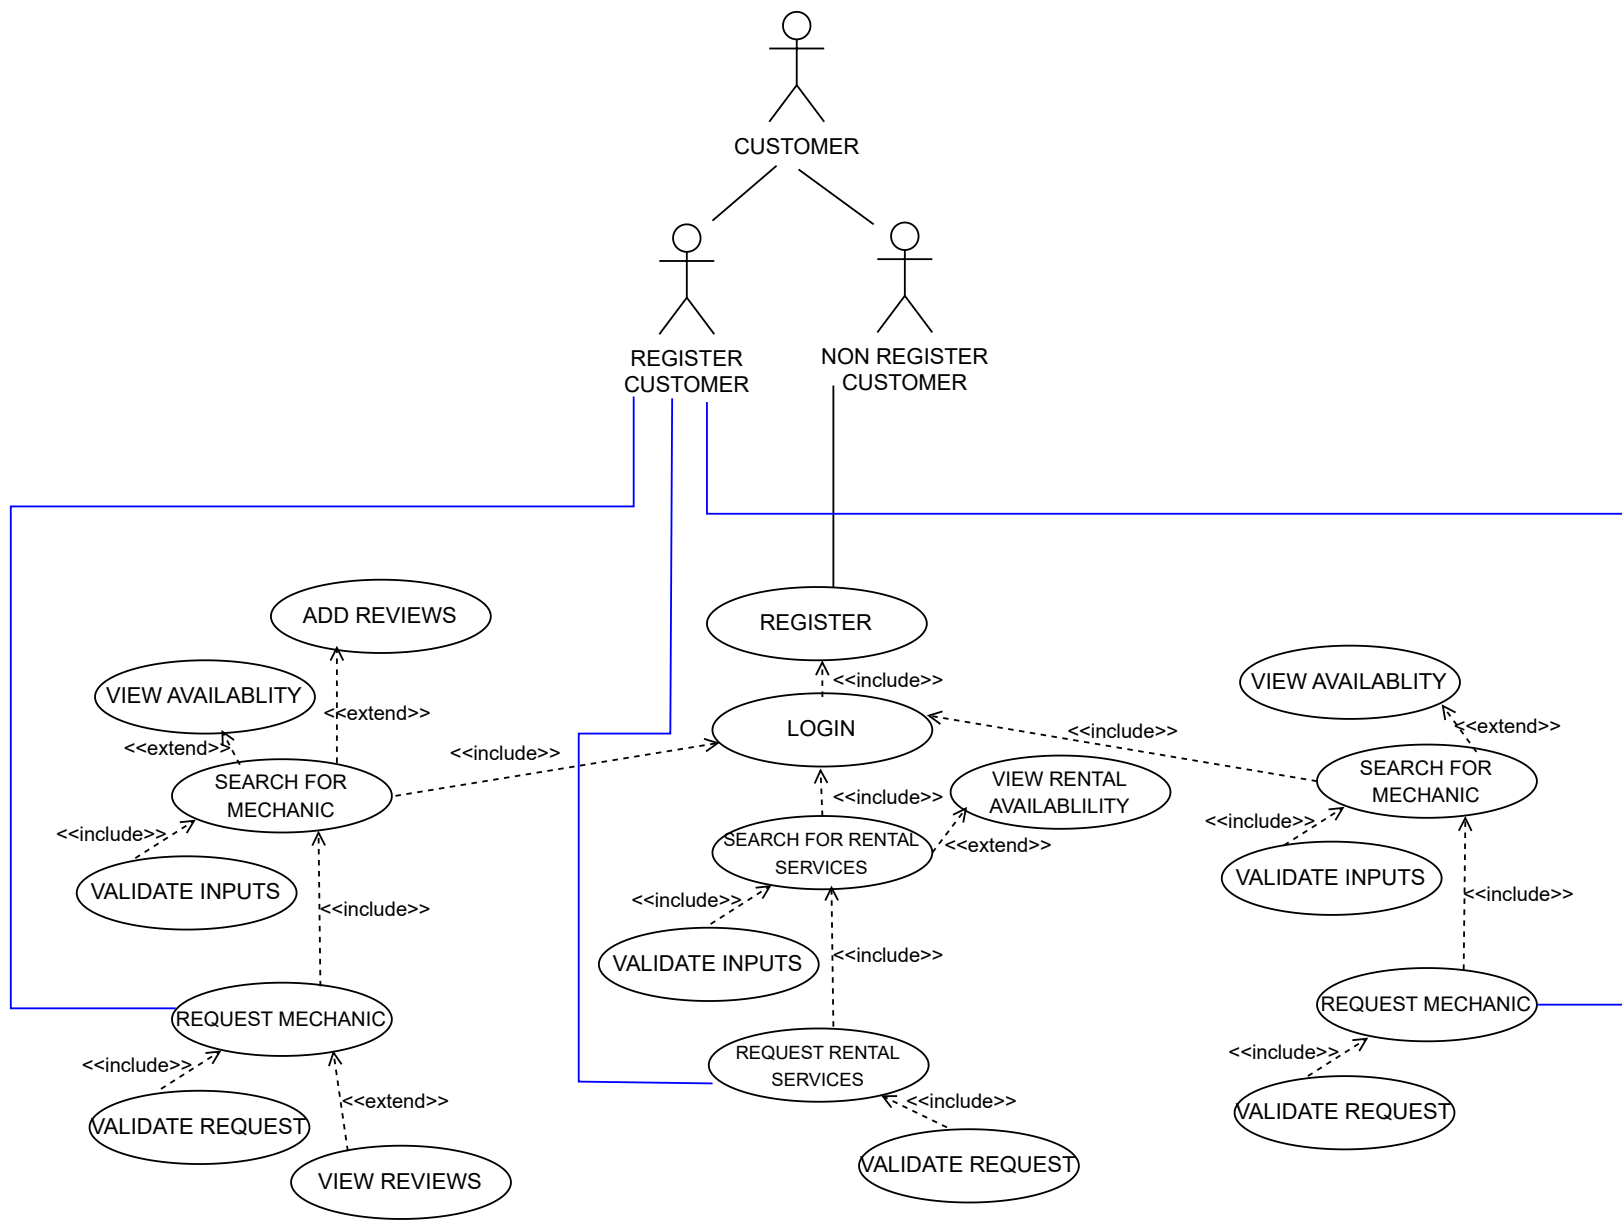 CUSTOMER
REGISTER
CUSTOMER
NON REGISTER
CUSTOMER
ADD REVIEWS
REGISTER
VIEW AVAILABLITY
<<extend>>
<<extend>>
<<include>>
VIEW AVAILABLITY
<<extend>>
LOGIN
<<include>>
<<include>>
SEARCH FOR
MECHANIC
<<include>>
<<include>>
VIEW RENTAL
AVAILABLILITY
SEARCH FOR
MECHANIC
<<include>>
VALIDATE INPUTS
<<include>>
SEARCH FOR RENTAL
SERVICES
<<extend>>
<<include>>
VALIDATE INPUTS
<<include>>
VALIDATE INPUTS
<<include>>
<<include>>
REQUEST MECHANIC
<<include>>
VALIDATE REQUEST
<<extend>>
VIEW REVIEWS
REQUEST RENTAL
SERVICES
<<include>>
VALIDATE REQUEST
REQUEST MECHANIC
<<include>>
VALIDATE REQUEST